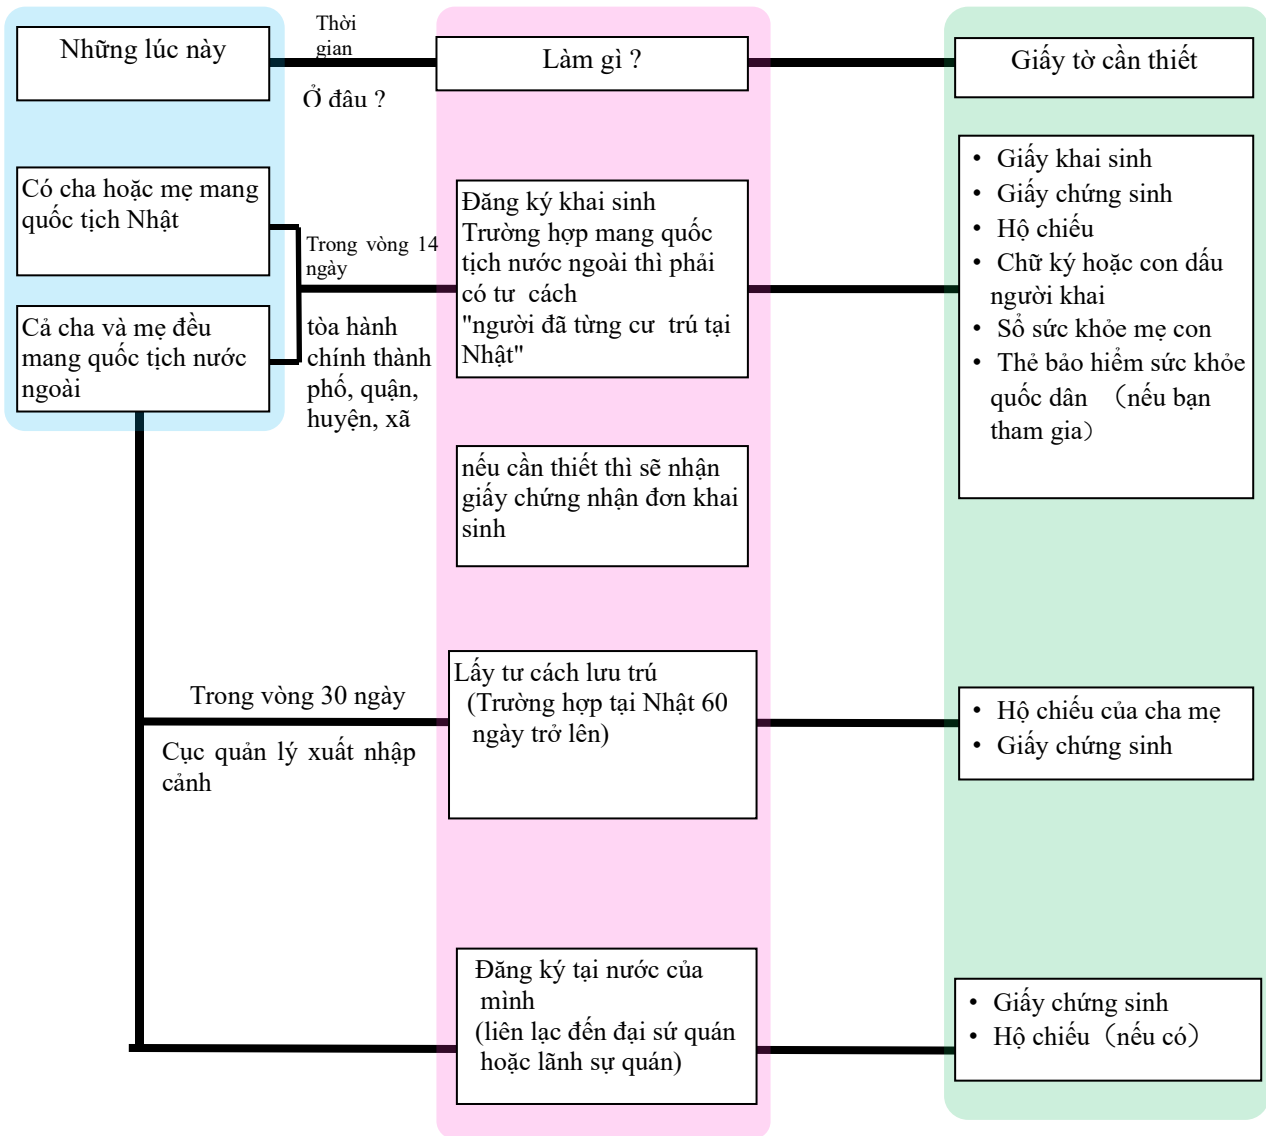 Những lúc này
Thời
gian
Ở đâu ?
Làm gì ?
Giấy tờ cần thiết
Có cha hoặc mẹ mang
quốc tịch Nhật
Cả cha và mẹ đều
mang quốc tịch nước
ngoài
Trong vòng 14
ngày
tòa hành
chính thành
phố, quận,
huyện, xã
Đăng ký khai sinh
Trường hợp mang quốc
tịch nước ngoài thì phải
có tư cách
"người đã từng cư trú tại
Nhật"
• Giấy khai sinh
• Giấy chứng sinh
• Hộ chiếu
• Chữ ký hoặc con dấu
người khai
• Sổ sức khỏe mẹ con
• Thẻ bảo hiểm sức khỏe
quốc dân （nếu bạn
tham gia）
nếu cần thiết thì sẽ nhận
giấy chứng nhận đơn khai
sinh
Trong vòng 30 ngày
Cục quản lý xuất nhập
cảnh
Lấy tư cách lưu trú
(Trường hợp tại Nhật 60
ngày trở lên)
• Hộ chiếu của cha mẹ
• Giấy chứng sinh
Đăng ký tại nước của
mình
(liên lạc đến đại sứ quán
hoặc lãnh sự quán)
• Giấy chứng sinh
• Hộ chiếu（nếu có）